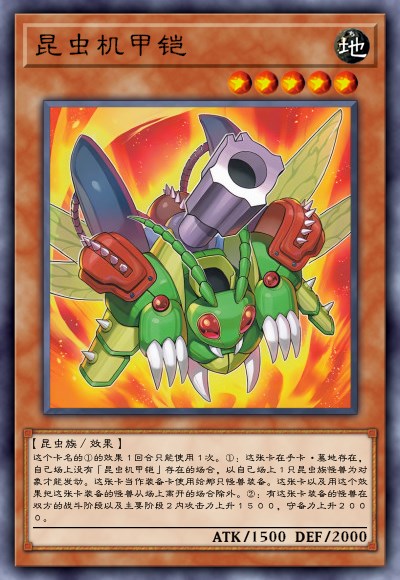 昆虫机甲铠
地
【昆虫族／效果】
这个卡名的①的效果1回合只能使用1次。①：这张卡在手卡·墓地存在，
自己场上没有「昆虫机甲铠」存在的场合，以自己场上1只昆虫族怪兽为对
象才能发动。这张卡当作装备卡使用给那只怪兽装备。这张卡以及用这个效
果把这张卡装备的怪兽从场上离开的场合除外。②：有这张卡装备的怪兽在
双方的战斗阶段以及主要阶段2内攻击力上升1500，守备力上升200
0。
ATK/1500 DEF/2000